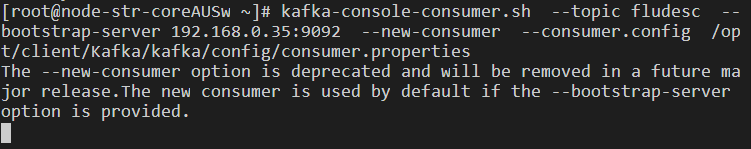 [root@node-str-coreAUSw ~]# kafka-console-consumer.sh  --topic fludesc  --
bootstrap-server 192.168.0.35:9092  --new-consumer  --consumer.config  /op
t/client/Kafka/kafka/config/consumer.properties
The --new-consumer option is deprecated and will be removed in a future ma
jor release.The new consumer is used by default if the --bootstrap-server
option is provided.